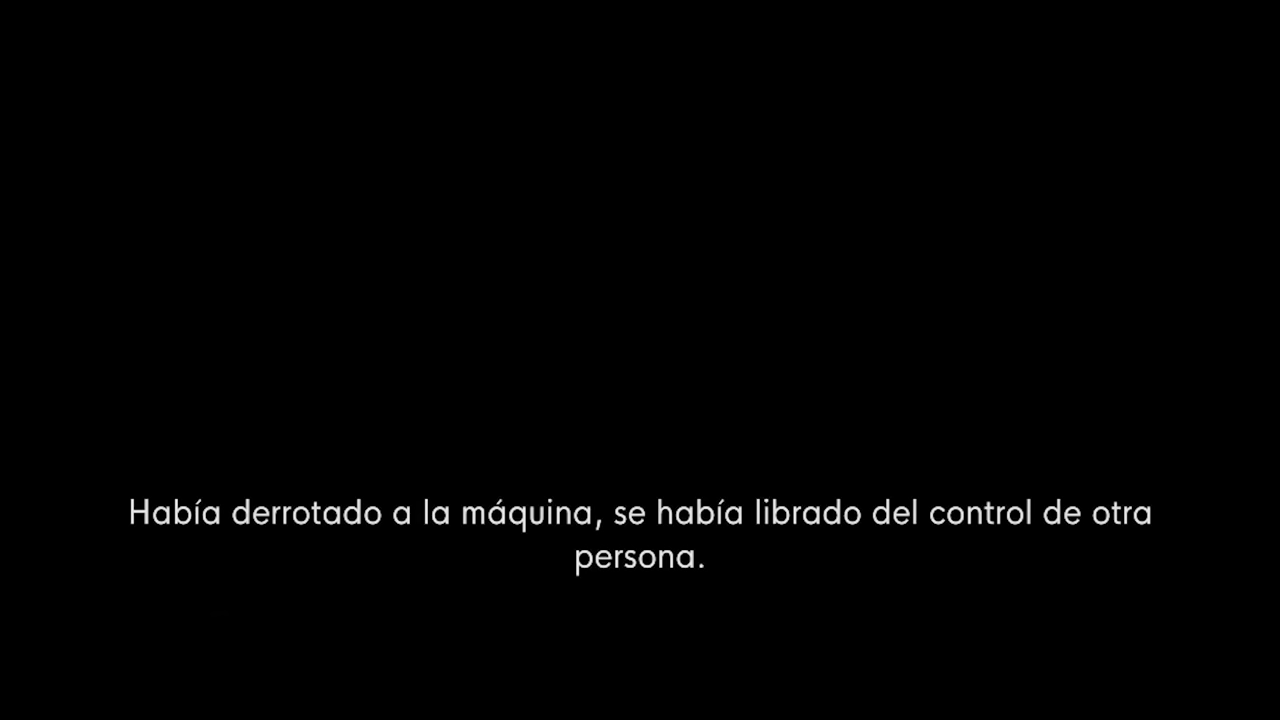 Había derrotado a la máquina, se había librado del control de otra
persona.